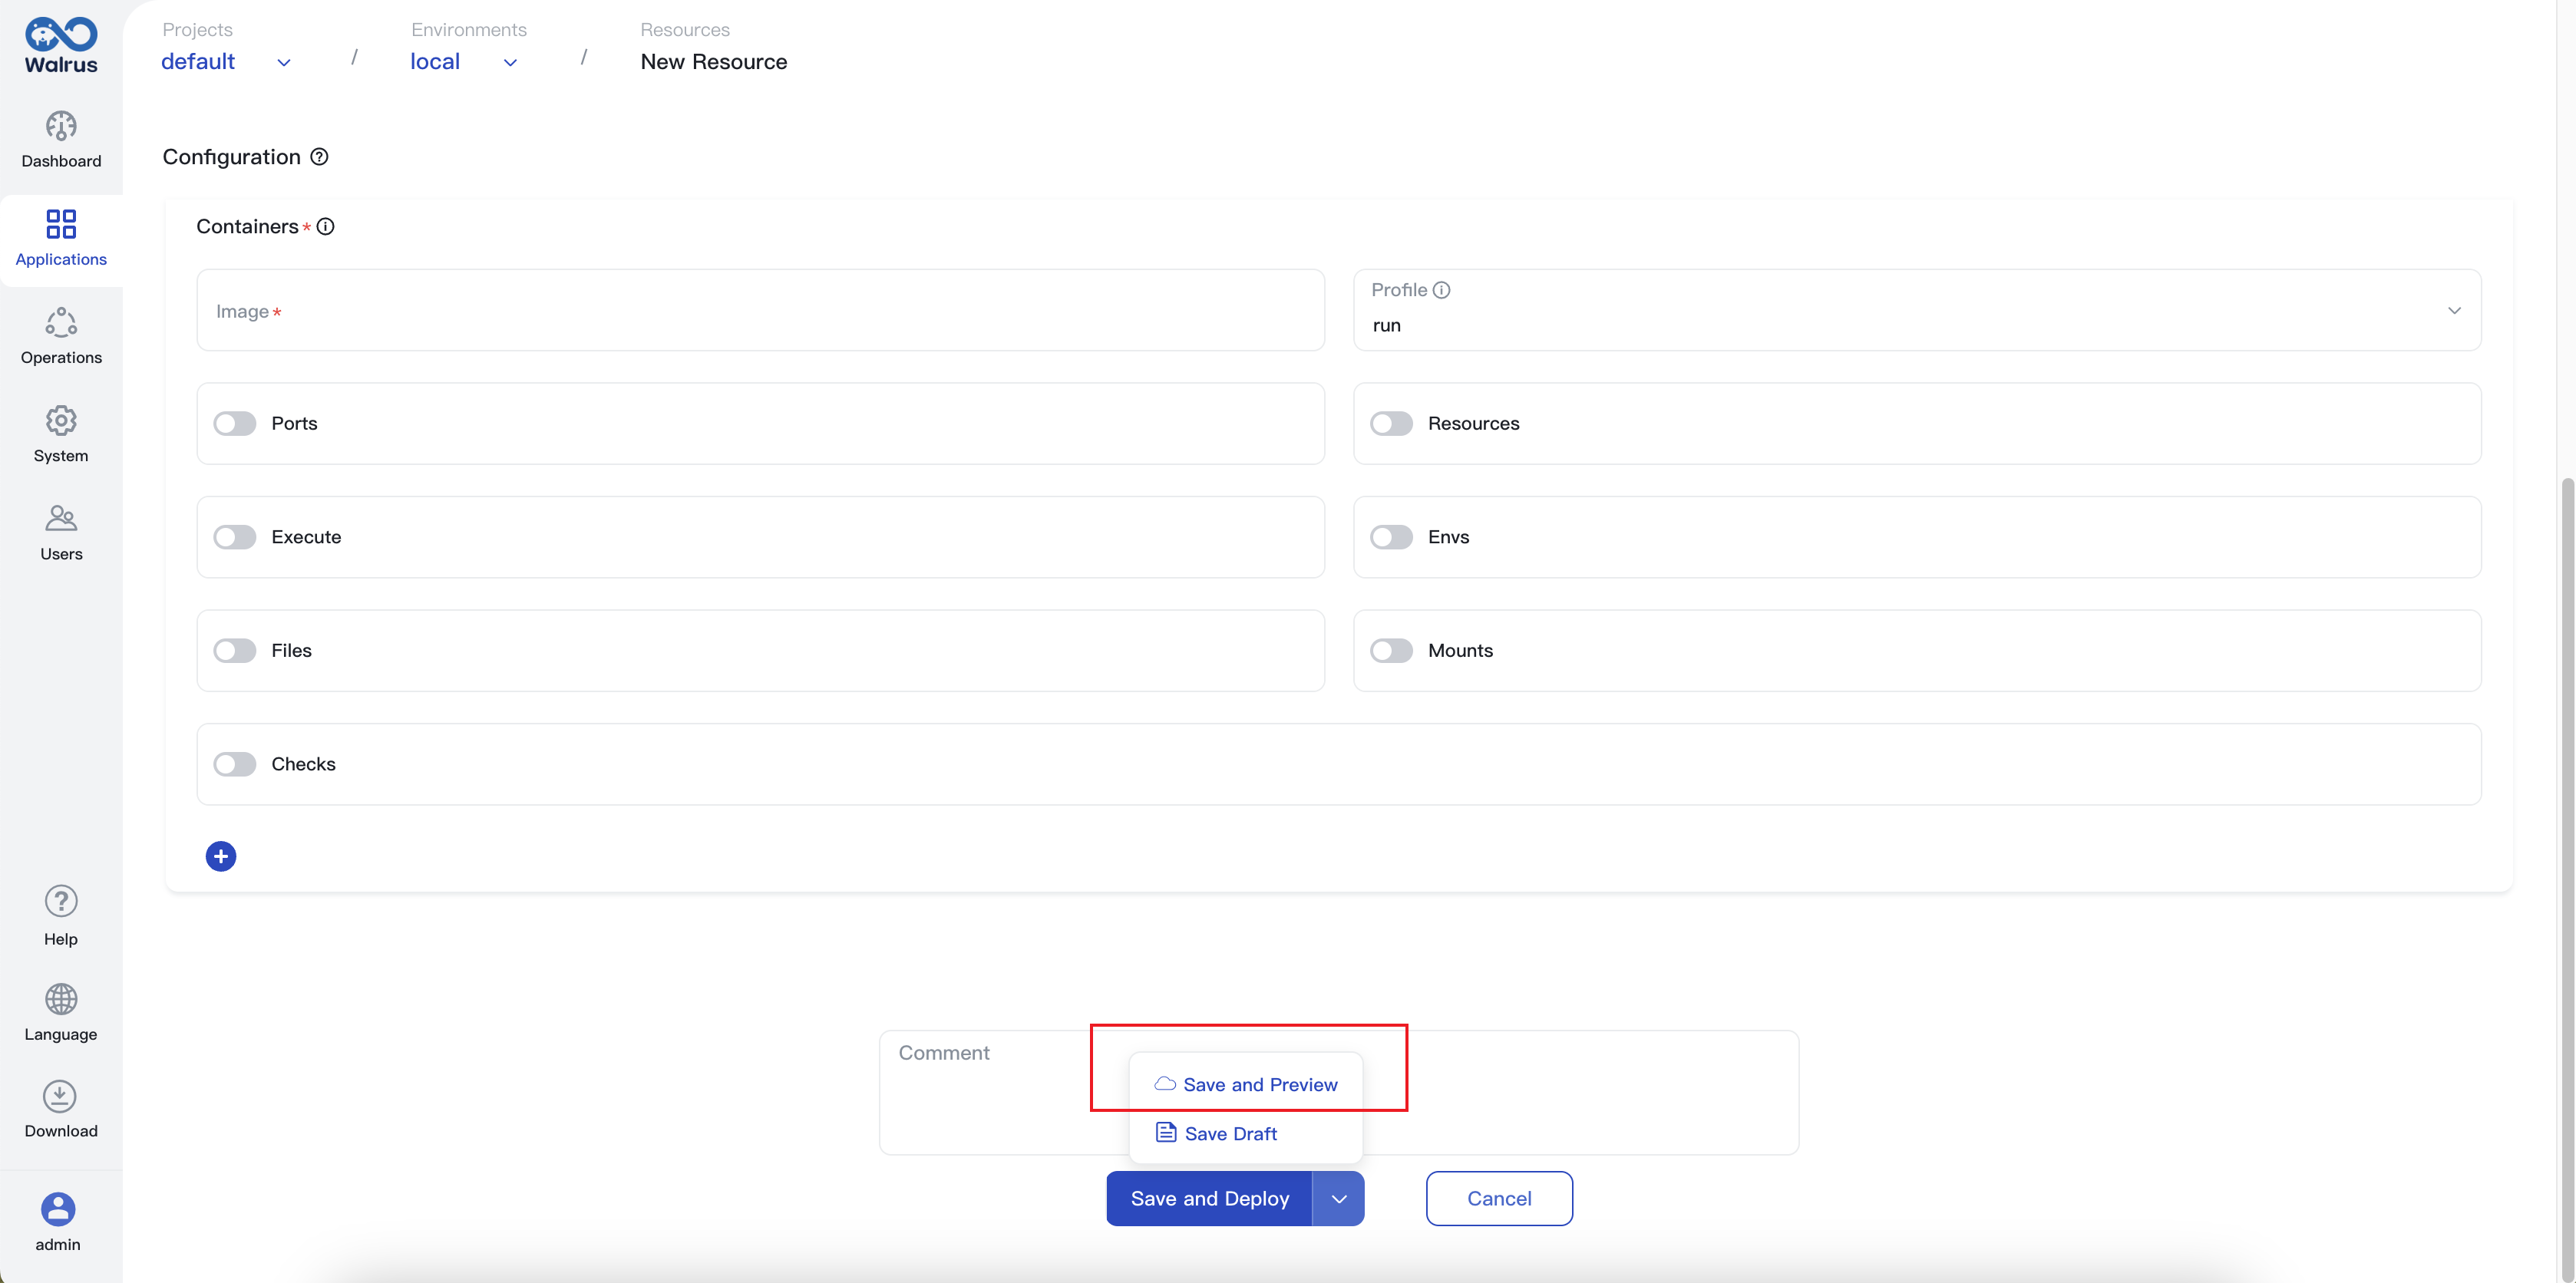 Walrus
Dashboard
Applications
Operations
System
Users
Help
Language
Download
admin
Projects
default
/
Environments
local
/
Resources
New Resource
Configuration
Containers *
Image *
Profile
run
Ports
Resources
Execute
Envs
Files
Mounts
Checks
Comment
Save and Preview
Save Draft
Save and Deploy
Cancel